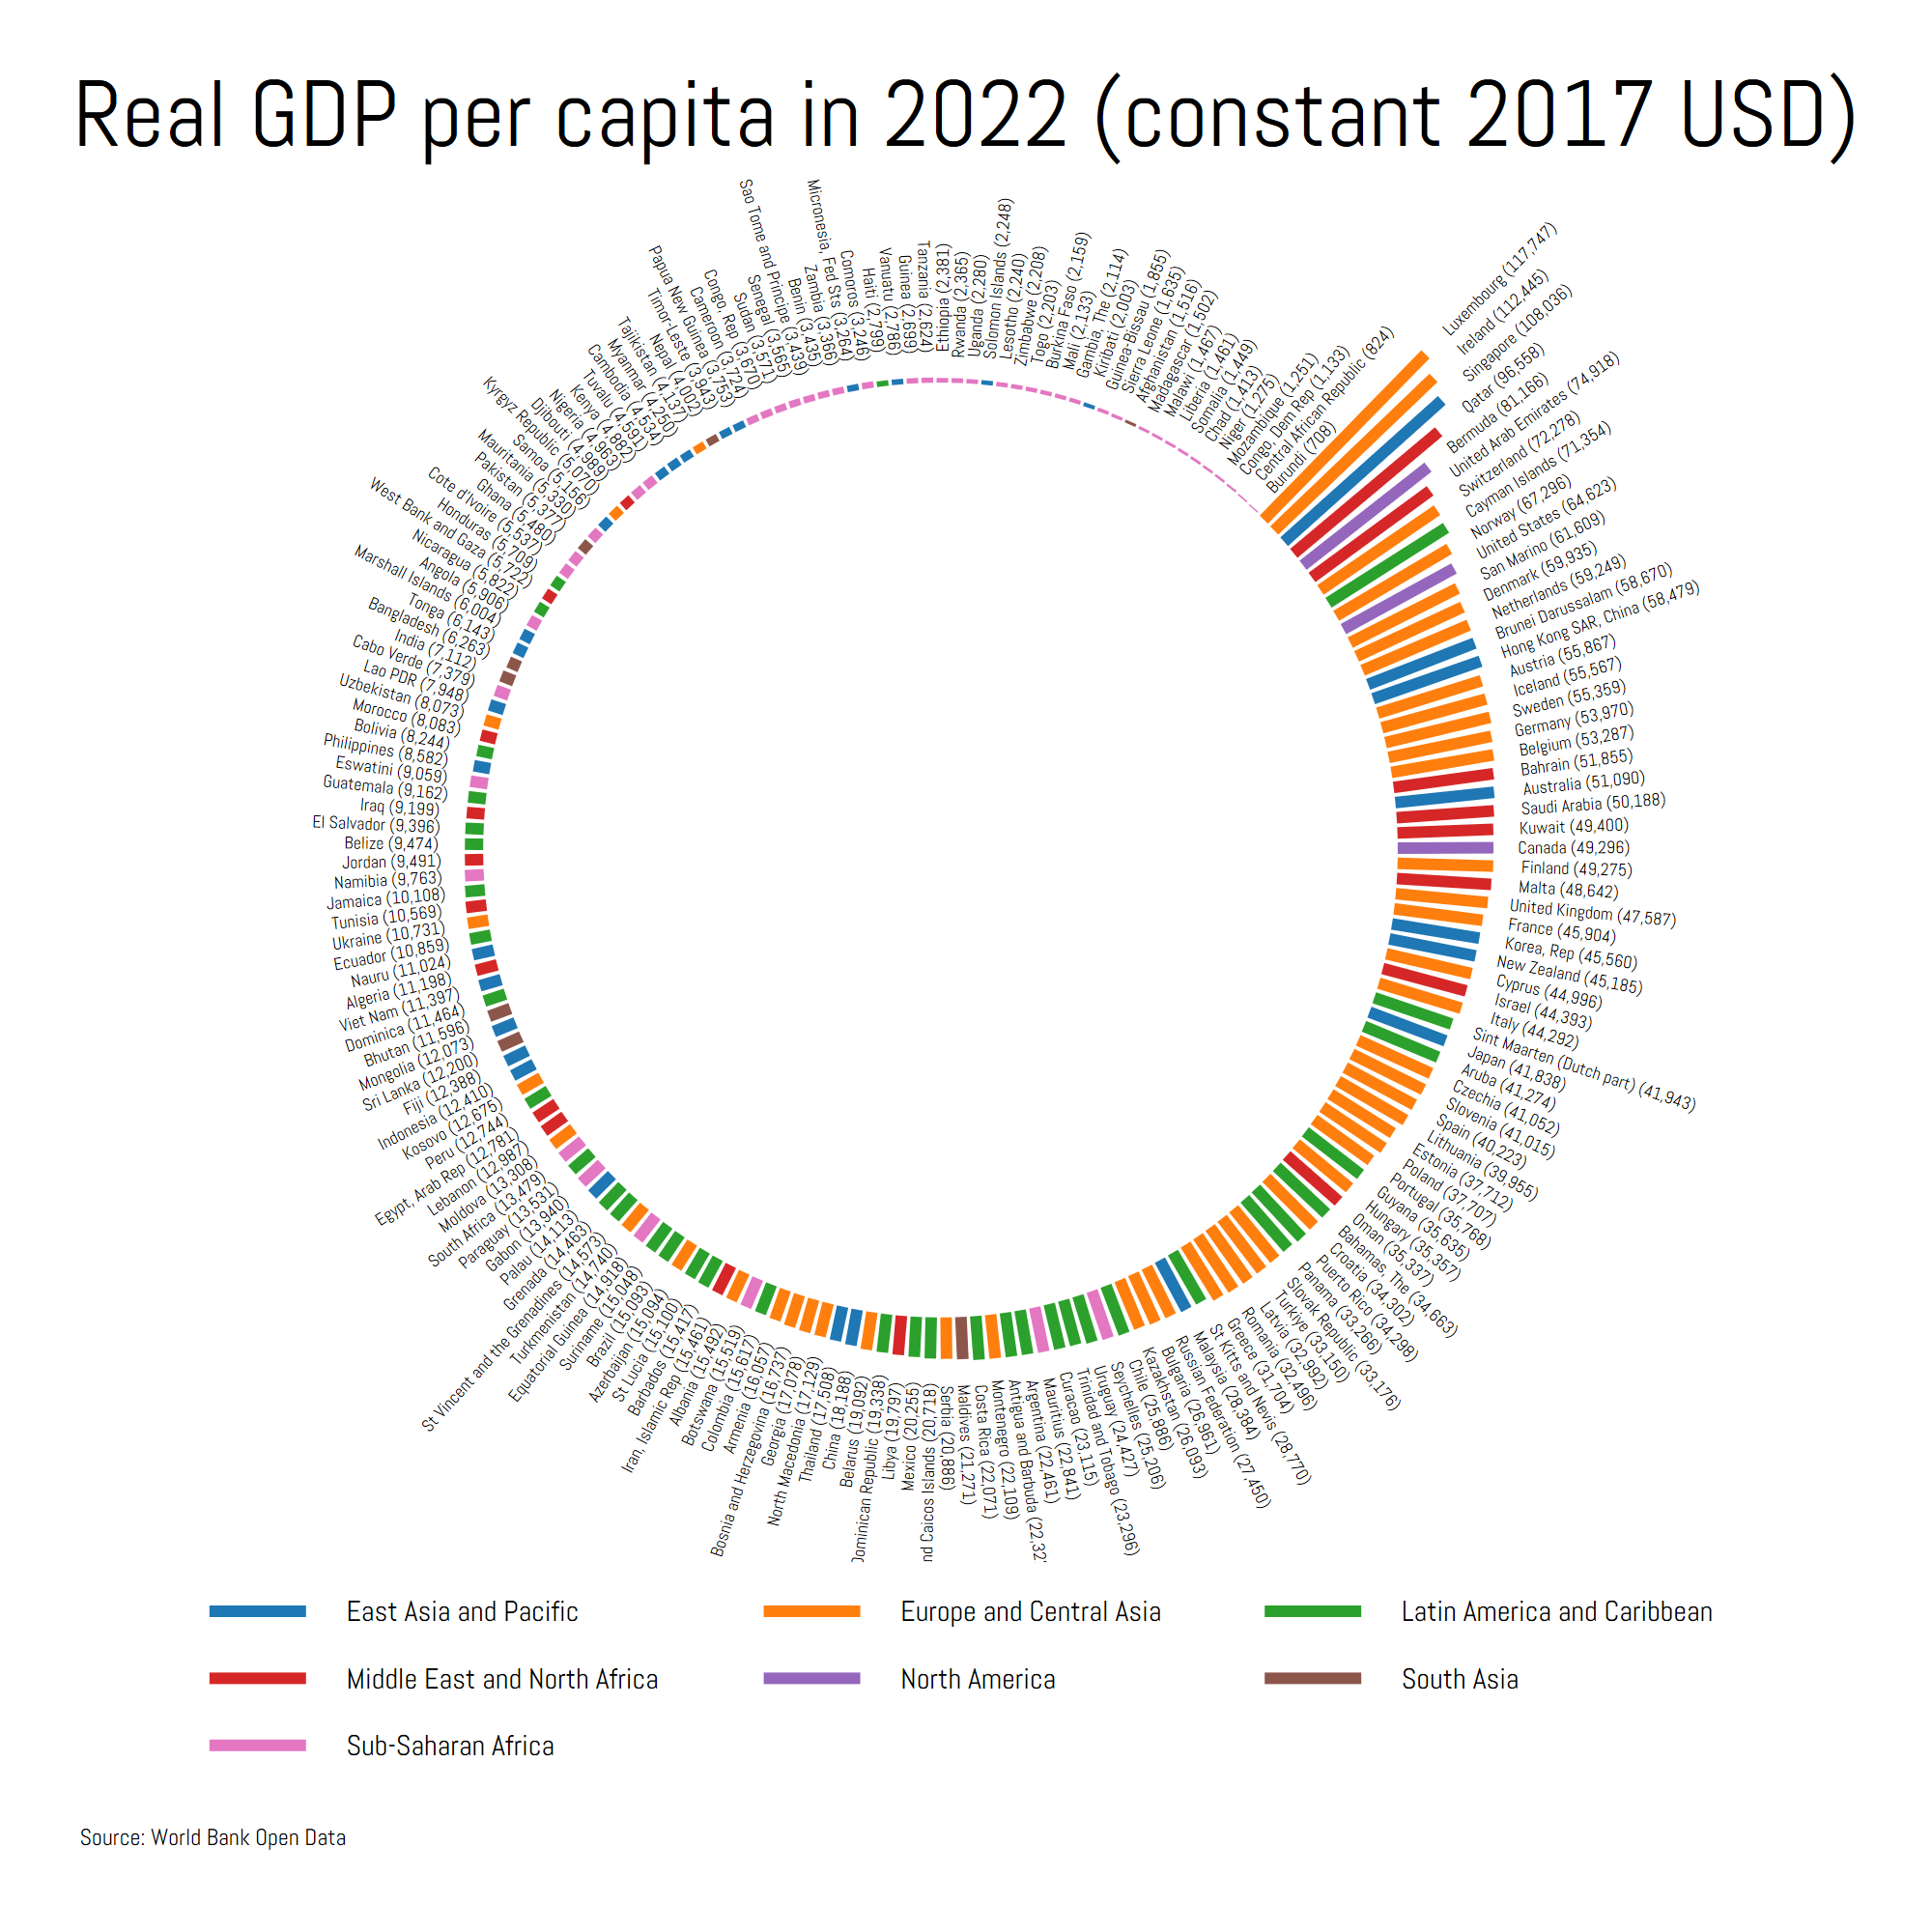 Real GDP per capita in 2022 (constant 2017 USD)
Luxembourg (117,747)
Ireland (112,445)
Singapore (108,036)
Qatar (96,558)
Bermuda (81,166)
United Arab Emirates (74,918)
Switzerland (72,278)
Cayman Islands (71,354)
Norway (67,296)
United States (64,623)
San Marino (61,609)
Denmark (59,935)
Netherlands (59,249)
Brunei Darussalam (58,670)
Hong Kong SAR, China (58,479)
Austria (55,867)
Iceland (55,567)
Sweden (55,359)
Germany (53,970)
Belgium (53,287)
Bahrain (51,855)
Australia (51,090)
Saudi Arabia (50,188)
Kuwait (49,400)
Canada (49,296)
Finland (49,275)
Malta (48,642)
United Kingdom (47,587)
France (45,904)
Korea, Rep (45,560)
New Zealand (45,185)
Cyprus (44,996)
Israel (44,393)
Italy (44,292)
Sint Maarten (Dutch part) (41,943)
Japan (41,838)
Aruba (41,274)
Czechia (41,052)
Slovenia (41,015)
Spain (40,223)
Lithuania (39,955)
Estonia (37,712)
Poland (37,707)
Portugal (35,768)
Guyana (35,635)
Hungary (35,357)
Oman (35,337)
Bahamas, The (34,663)
Croatia (34,302)
Puerto Rico (34,298)
Panama (33,266)
Slovak Republic (33,176)
Turkiye (33,150)
Latvia (32,992)
Romania (32,496)
Greece (31,704)
St Kitts and Nevis (28,770)
Malaysia (28,384)
Russian Federation (27,450)
Bulgaria (26,961)
Kazakhstan (26,093)
Chile (25,886)
Seychelles (25,206)
Uruguay (24,427)
Trinidad and Tobago (23,296)
Curacao (23,115)
Mauritius (22,841)
Argentina (22,461)
Antigua and Barbuda (22,32
Montenegro (22,109)
Costa Rica (22,071)
Maldives (21,271)
Serbia (20,886)
nd Caicos Islands (20,718)
Mexico (20,255)
Libya (19,797)
Dominican Republic (19,338)
Belarus (19,092)
China (18,188)
Thailand (17,508)
North Macedonia (17,129)
Georgia (17,078)
Bosnia and Herzegovina (16,737)
Armenia (16,057)
Colombia (15,617)
Botswana (15,519)
Albania (15,492)
Iran, Islamic Rep (15,461)
Barbados (15,417)
St Lucia (15,100)
Azerbaijan (15,094)
Brazil (15,093)
Suriname (15,048)
Equatorial Guinea (14,918)
Turkmenistan (14,740)
St Vincent and the Grenadines (14,573)
Grenada (14,463)
Palau (14,113)
Gabon (13,940)
Paraguay (13,531)
South Africa (13,479)
Moldova (13,308)
Lebanon (12,987)
Egypt, Arab Rep (12,781)
Peru (12,744)
Kosovo (12,675)
Indonesia (12,410)
Fiji (12,388)
Sri Lanka (12,200)
Mongolia (12,073)
Bhutan (11,596)
Dominica (11,464)
Viet Nam (11,397)
Algeria (11,198)
Nauru (11,024)
Ecuador (10,859)
Ukraine (10,731)
Tunisia (10,569)
Jamaica (10,108)
Namibia (9,763)
Jordan (9,491)
Belize (9,474)
El Salvador (9,396)
Iraq (9,199)
Guatemala (9,162)
Eswatini (9,059)
Philippines (8,582)
Bolivia (8,244)
Morocco (8,083)
Uzbekistan (8,073)
Lao PDR (7,948)
Cabo Verde (7,379)
India (7,112)
Bangladesh (6,263)
Tonga (6,143)
Marshall Islands (6,004)
Angola (5,906)
Nicaragua (5,822)
West Bank and Gaza (5,722)
Honduras (5,709)
Cote d'Ivoire (5,537)
Ghana (5,480)
Pakistan (5,377)
Mauritania (5,330)
Samoa (5,156)
Kyrgyz Republic (5,070)
Djibouti (4,989)
Nigeria (4,963)
Kenya (4,882)
Tuvalu (4,591)
Cambodia (4,534)
Myanmar (4,250)
Tajikistan (4,137)
Nepal (4,002)
Timor-Leste (3,943)
Papua New Guinea (3,753)
Cameroon (3,724)
Congo, Rep (3,670)
Sudan (3,571)
Senegal (3,565)
Sao Tome and Principe (3,439)
Benin (3,435)
Zambia (3,366)
Micronesia, Fed Sts (3,264)
Comoros (3,246)
Haiti (2,799)
Vanuatu (2,786)
Guinea (2,699)
Tanzania (2,624)
Ethiopia (2,381)
Rwanda (2,365)
Uganda (2,280)
Solomon Islands (2,248)
Lesotho (2,240)
Zimbabwe (2,208)
Togo (2,203)
Burkina Faso (2,159)
Mali (2,133)
Gambia, The (2,114)
Kiribati (2,003)
Guinea-Bissau (1,855)
Sierra Leone (1,635)
Afghanistan (1,516)
Madagascar (1,502)
Malawi (1,467)
Liberia (1,461)
Somalia (1,449)
Chad (1,413)
Niger (1,275)
Mozambique (1,251)
Congo, Dem Rep (1,133)
Central African Republic (824)
Burundi (708)
East Asia and Pacific
Europe and Central Asia
Latin America and Caribbean
Middle East and North Africa
North America
South Asia
Sub-Saharan Africa
Source: World Bank Open Data